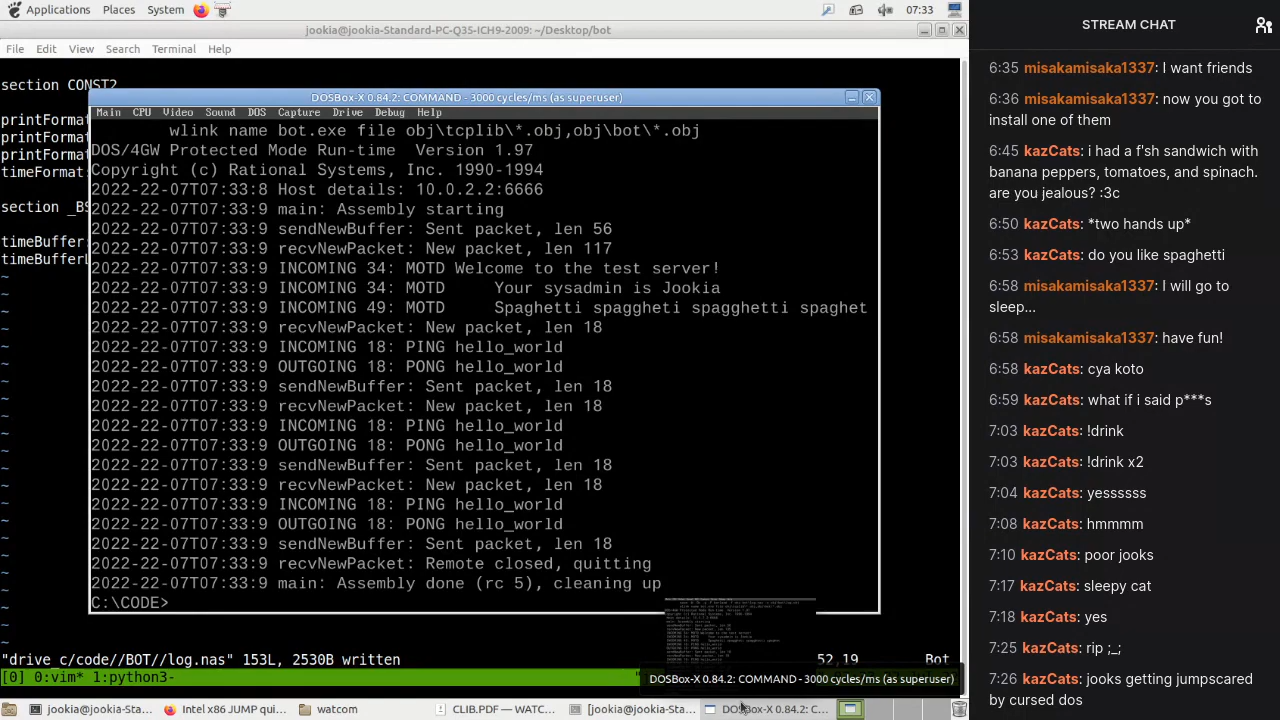 Applications Places System 07:33
jookia@jookia-Standard-PC-Q35-ICH9-2009: ~/Desktop/bot
File Edit View Search Terminal Help
section CONST2
printFormat
printFormat
printFormat
timeFormat:
section _BS
timeBuffer:
timeBufferL
DOSBox-X 0.84.2: COMMAND - 3000 cycles/ms (as superuser)
Main CPU Video Sound DOS Capture Drive Debug Help
wlink name bot.exe file obj\tcplib\*.obj,obj\bot\*.obj
DOS/4GW Protected Mode Run-time Version 1.97
Copyright (c) Rational Systems, Inc. 1990-1994
2022-22-07T07:33:8 Host details: 10.0.2.2:6666
2022-22-07T07:33:9 main: Assembly starting
2022-22-07T07:33:9 sendNewBuffer: Sent packet, len 56
2022-22-07T07:33:9 recvNewPacket: New packet, len 117
2022-22-07T07:33:9 INCOMING 34: MOTD Welcome to the test server!
2022-22-07T07:33:9 INCOMING 34: MOTD Your sysadmin is Jookia
2022-22-07T07:33:9 INCOMING 49: MOTD Spaghetti spaggheti spagghetti spaghet
2022-22-07T07:33:9 recvNewPacket: New packet, len 18
2022-22-07T07:33:9 INCOMING 18: PING hello_world
2022-22-07T07:33:9 OUTGOING 18: PONG hello_world
2022-22-07T07:33:9 sendNewBuffer: Sent packet, len 18
2022-22-07T07:33:9 recvNewPacket: New packet, len 18
2022-22-07T07:33:9 INCOMING 18: PING hello_world
2022-22-07T07:33:9 OUTGOING 18: PONG hello_world
2022-22-07T07:33:9 sendNewBuffer: Sent packet, len 18
2022-22-07T07:33:9 recvNewPacket: New packet, len 18
2022-22-07T07:33:9 INCOMING 18: PING hello_world
2022-22-07T07:33:9 OUTGOING 18: PONG hello_world
2022-22-07T07:33:9 sendNewBuffer: Sent packet, len 18
2022-22-07T07:33:9 recvNewPacket: Remote closed, quitting
2022-22-07T07:33:9 main: Assembly done (rc 5), cleaning up
C:\CODE>
written 52, Bot
[0] 0:vim* 1:python3-
DOSBox-X 0.84.2: COMMAND - 3000 cycles/ms (as superuser)
jookia@jookia-Sta... Intel x86 JUMP q... watcom CLIB.PDF — WATC... [jookia@jookia-Sta... DOSBox-X 0.84.2: C...
STREAM CHAT
6:35 misakamisaka1337: I want friends
6:36 misakamisaka1337: now you got to
install one of them
6:45 kazCats: i had a f'sh sandwich with
banana peppers, tomatoes, and spinach.
are you jealous? :3c
6:50 kazCats: *two hands up*
6:53 kazCats: do you like spaghetti
6:58 misakamisaka1337: I will go to
sleep...
6:58 misakamisaka1337: have fun!
6:58 kazCats: cya koto
6:59 kazCats: what if i said p***s
7:03 kazCats: !drink
7:03 kazCats: !drink x2
7:04 kazCats: yessssss
7:08 kazCats: hmmmm
7:10 kazCats: poor jooks
7:17 kazCats: sleepy cat
7:18 kazCats: yes
7:25 kazCats: rip ;_;
7:26 kazCats: jooks getting jumpscared
by cursed dos